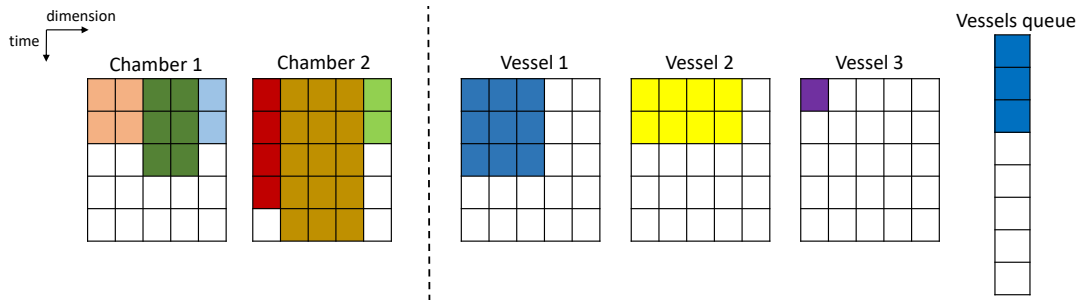 dimension
time
Chamber 1
Chamber 2
Vessel 1
Vessel 2
Vessel 3
Vessels queue